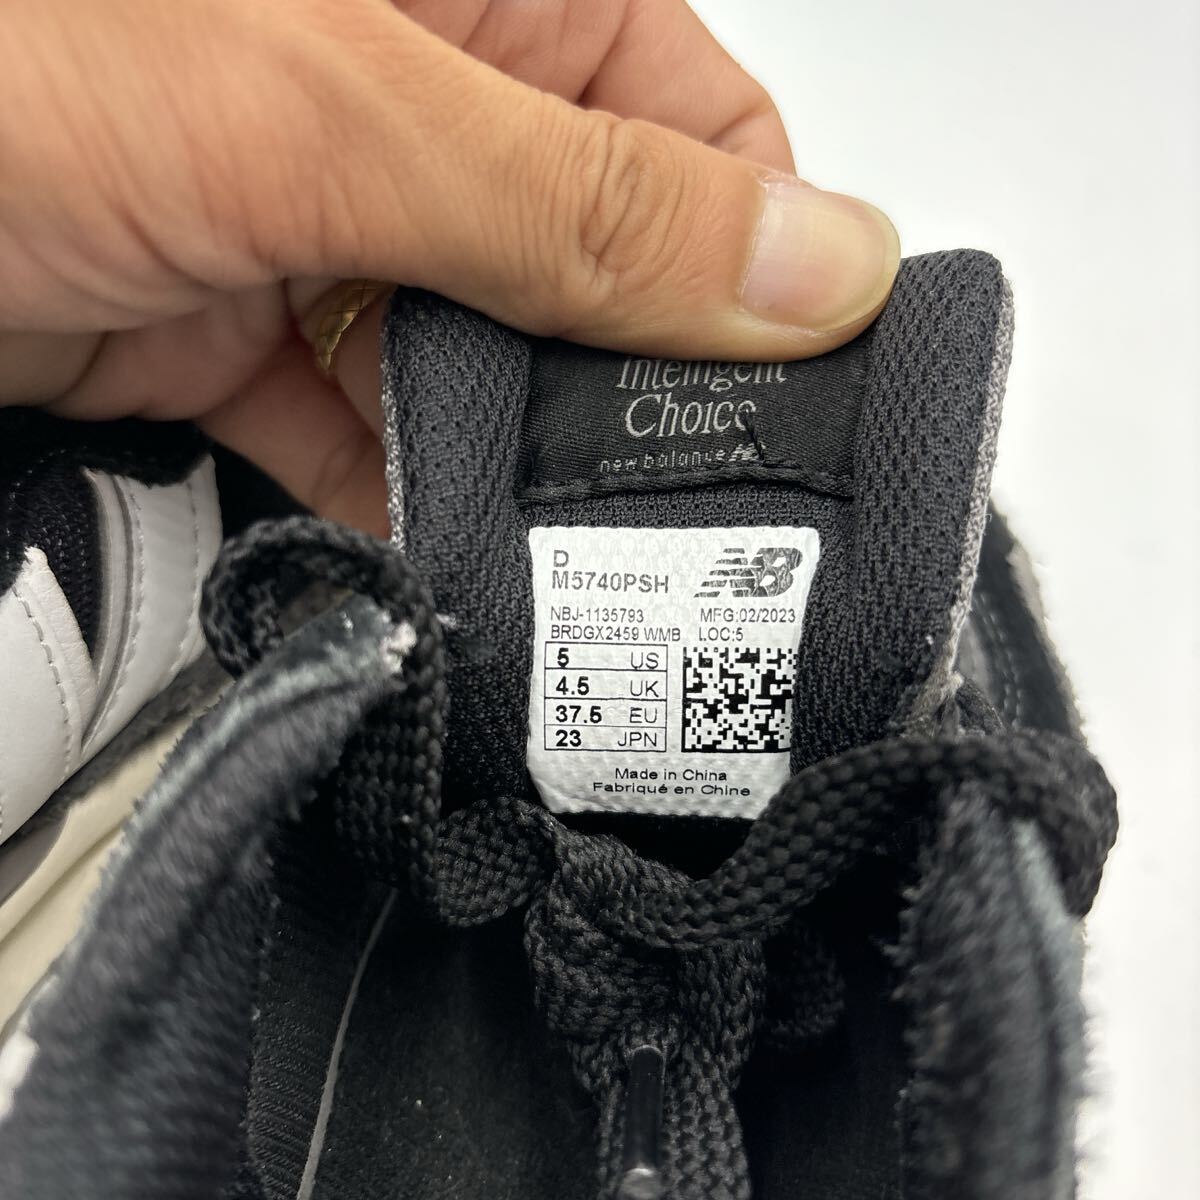 Intelligent
Choice
new balance
D
M5740PSH
NB
NBJ-1135793 MFG:02/2023
BRDGX2459 WMB LOC:5
5 US
4.5 UK
37.5 EU
23 JPN
Made in China
Fabriqué en Chine